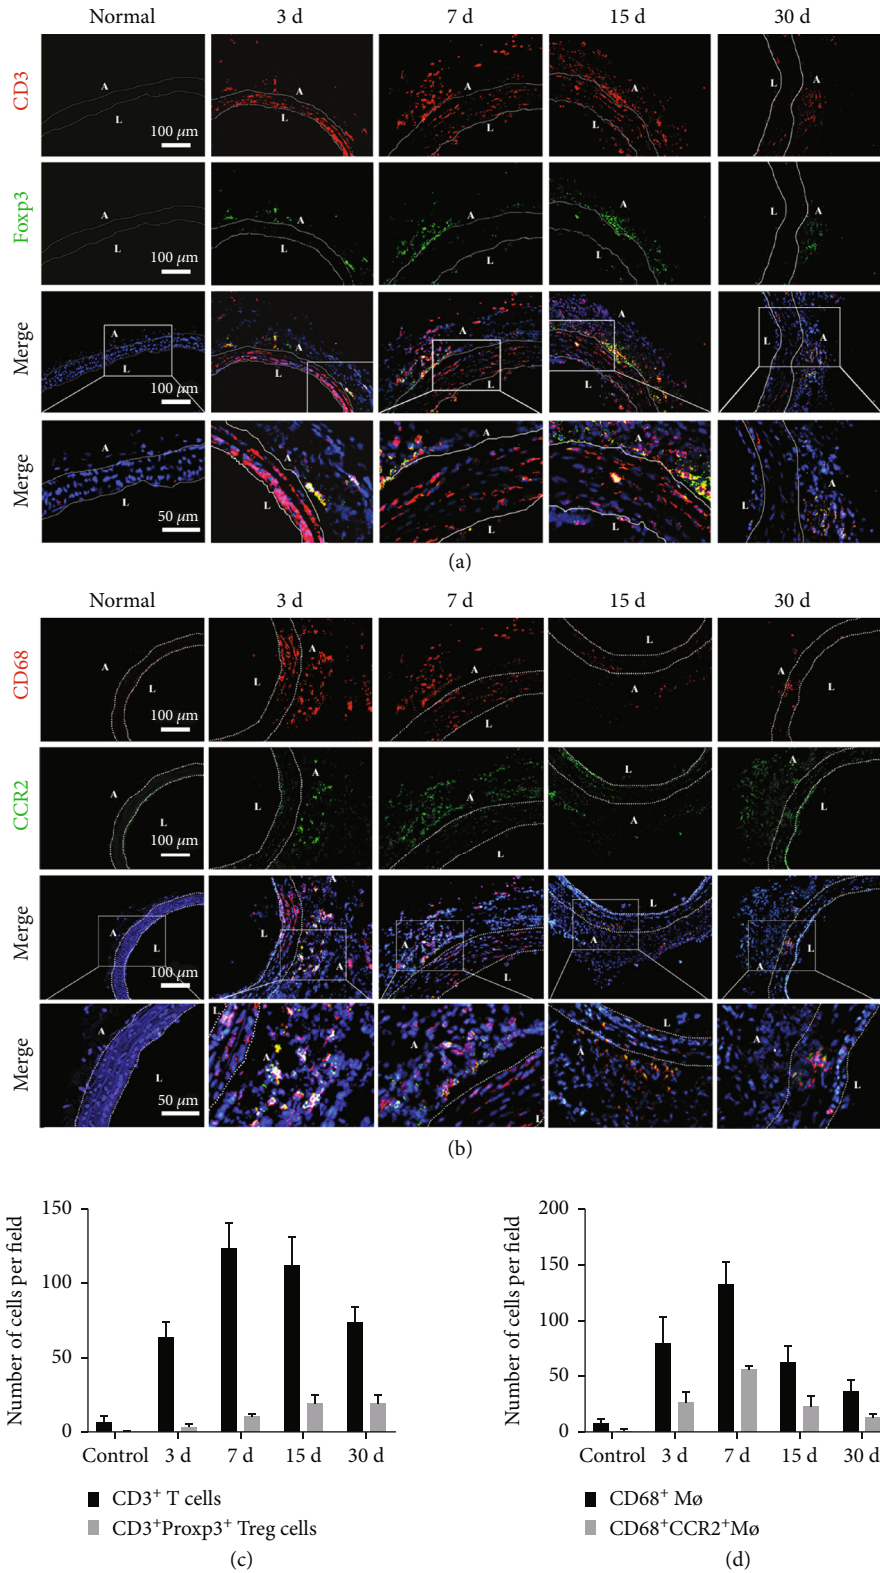 Normal 3 d 7 d 15 d 30 d
CD3
A A A A A
L L L L L
100 μm
Foxp3
A A A A A
L L L L L
100 μm
Merge
A A A A A
L L L L L
100 μm
Merge
A A A A A
L L L L L
50 μm
(a)
Normal 3 d 7 d 15 d 30 d
CD68
A A A A A
L L L L L
100 μm
CCR2
A A A A A
L L L L L
100 μm
Merge
A A A A A A
L L L L L
100 μm
Merge
A A A A A
L L L L L
50 μm
(b)
Number of cells per field
150
100
50
0
Control 3 d 7 d 15 d 30 d
CD3⁺ T cells
CD3⁺Proxp3⁺ Treg cells
(c)
Number of cells per field
200
150
100
50
0
Control 3 d 7 d 15 d 30 d
CD68⁺ Mø
CD68⁺CCR2⁺Mø
(d)